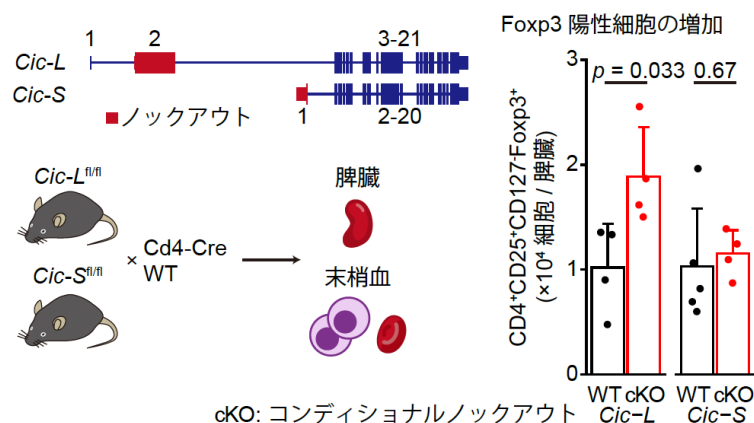 1 2 3-21
Cic-L
Cic-S
1 2-20
■ノックアウト
Cic-Lfl/fl
Cic-Sfl/fl
× Cd4-Cre
WT
脾臓
末梢血
Foxp3 陽性細胞の増加
p = 0.033 0.67
CD4+CD25+CD127-Foxp3+
(×10⁴ 細胞 / 脾臓)
3
2
1
0
WT cKO WT cKO
Cic−L Cic−S
cKO: コンディショナルノックアウト